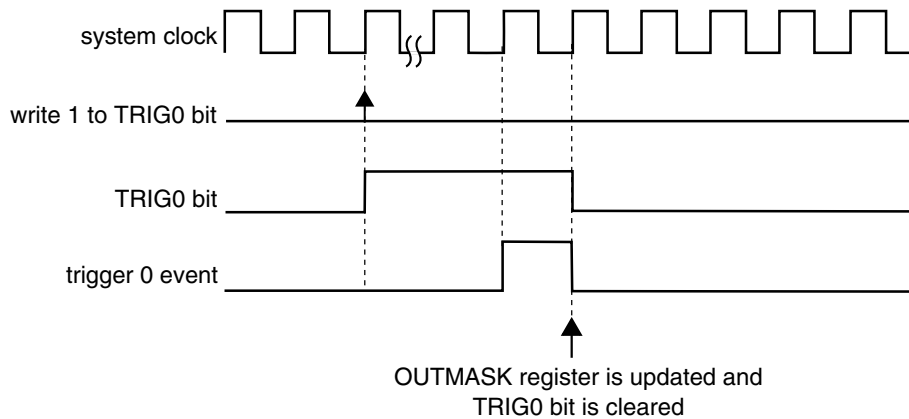 system clock
write 1 to TRIG0 bit
TRIG0 bit
trigger 0 event
OUTMASK register is updated and
TRIG0 bit is cleared